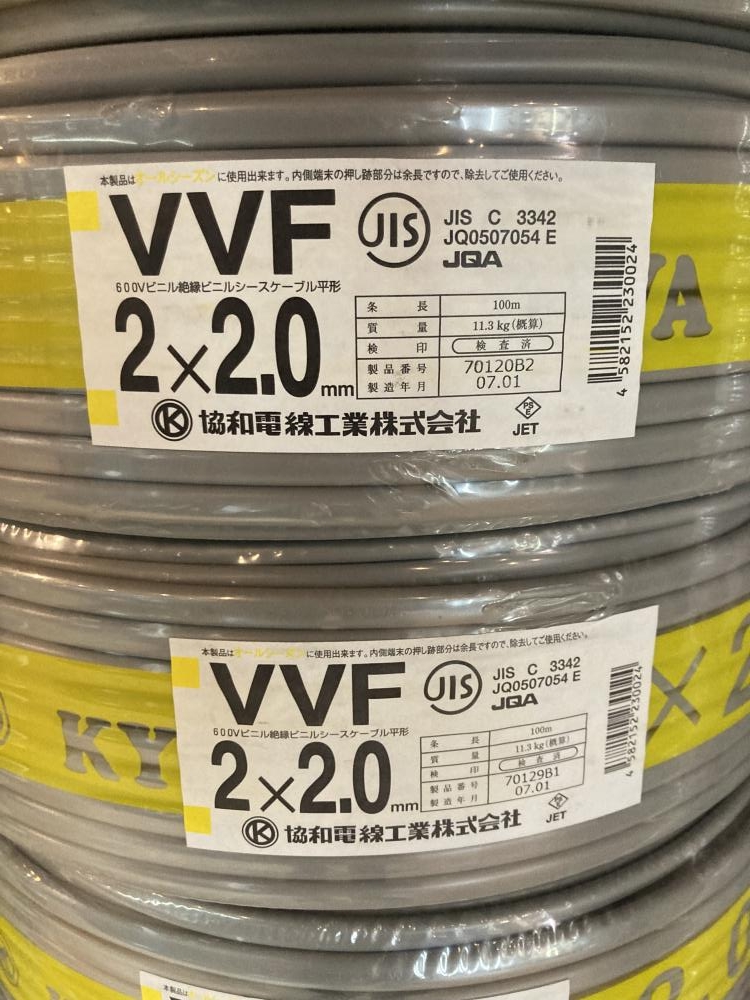 本製品はオールシーズンに使用出来ます。内側端末の押し跡部分は余長ですので、除去してご使用ください。
VVF
JIS
JIS C 3342
JQ0507054 E
JQA
600Vビニル絶縁ビニルシースケーブル平形
2×2.0mm
条長 100m
質量 11.3 kg(概算)
検印 検査済
製品番号 70120B2
製造年月 07.01
K 協和電線工業株式会社
PS
E
JET
4 582152 230024
YA
本製品はオールシーズンに使用出来ます。内側端末の押し跡部分は余長ですので、除去してご使用ください。
VVF
JIS
JIS C 3342
JQ0507054 E
JQA
600Vビニル絶縁ビニルシースケーブル平形
2×2.0mm
条長 100m
質量 11.3 kg(概算)
検印 検査済
製品番号 70129B1
製造年月 07.01
K 協和電線工業株式会社
JET
4 582152 230024
KY
×2
本製品は
K